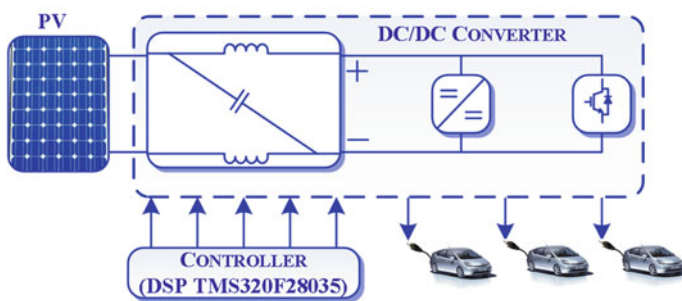 PV
DC/DC CONVERTER
+
−
CONTROLLER
(DSP TMS320F28035)